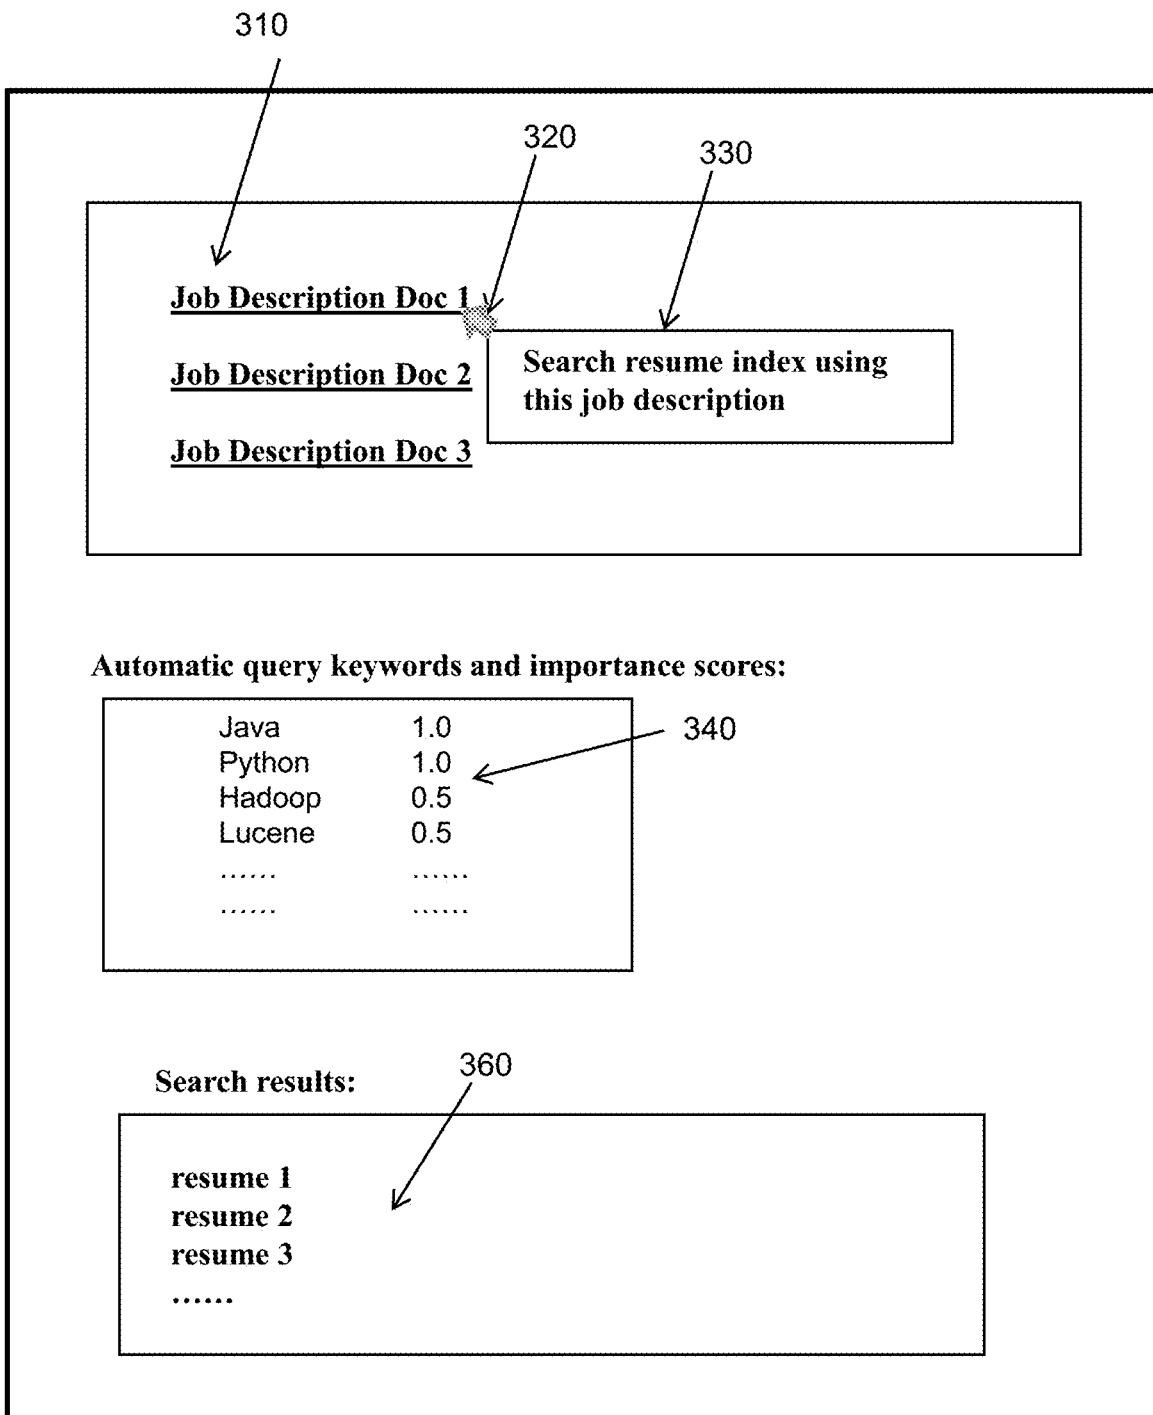 310
320
330
Job Description Doc 1
Search resume index using
this job description
Job Description Doc 2
Job Description Doc 3
Automatic query keywords and importance scores:
Java 1.0
340
Python 1.0
Hadoop 0.5
Lucene 0.5
...... ......
...... ......
360
Search results:
resume 1
resume 2
resume 3
......